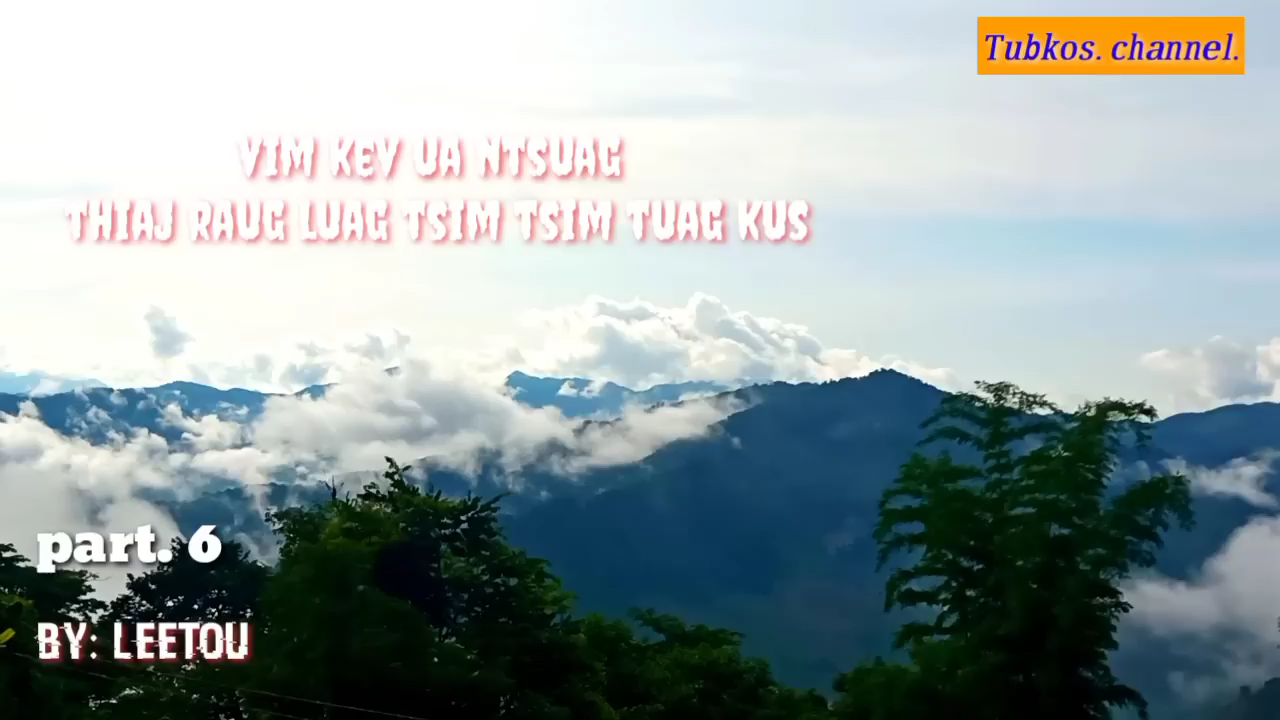 Tubkos. channel.
VIM KEV UA NTSUAG
THIAJ RAUG LUAG TSIM TSIM TUAG KUS
part. 6
BY: LEETOU